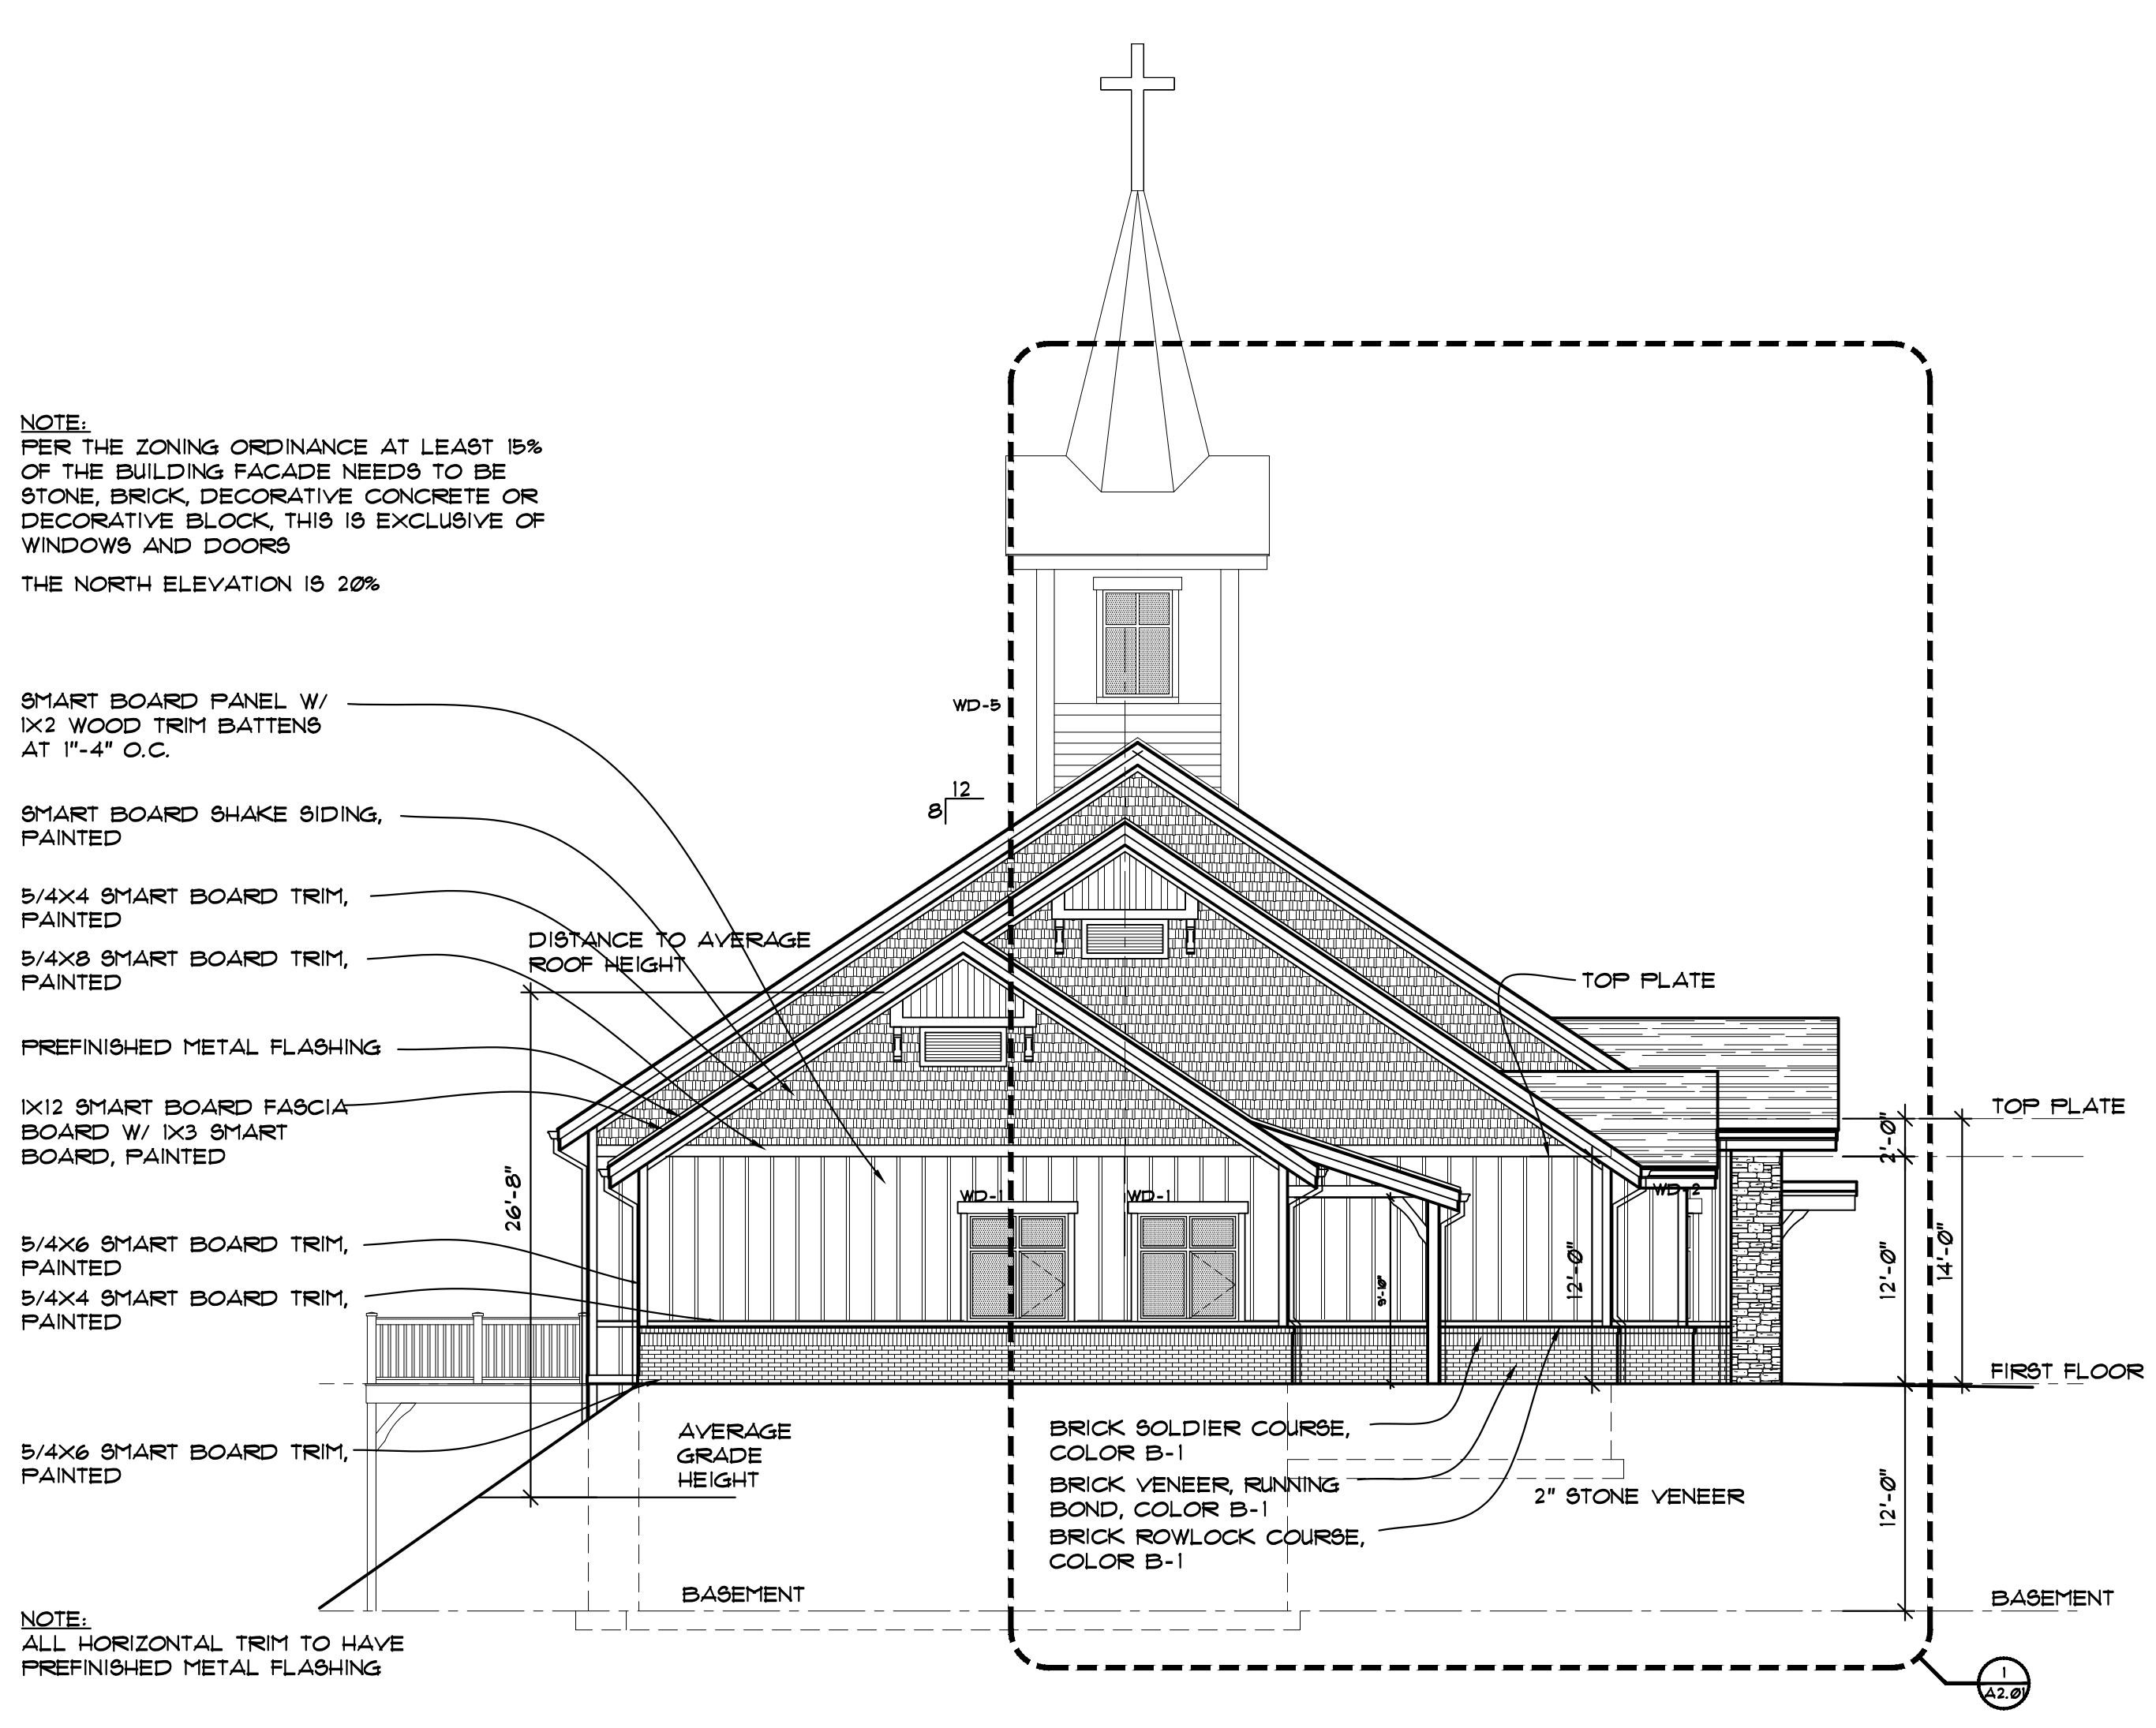 NOTE:
PER THE ZONING ORDINANCE AT LEAST 15%
OF THE BUILDING FACADE NEEDS TO BE
STONE, BRICK, DECORATIVE CONCRETE OR
DECORATIVE BLOCK, THIS IS EXCLUSIVE OF
WINDOWS AND DOORS
THE NORTH ELEVATION IS 20%
SMART BOARD PANEL W/
1X2 WOOD TRIM BATTENS
AT 1"-4" O.C.
WD-5
12
8
SMART BOARD SHAKE SIDING,
PAINTED
5/4X4 SMART BOARD TRIM,
PAINTED
DISTANCE TO AVERAGE
ROOF HEIGHT
5/4X8 SMART BOARD TRIM,
PAINTED
TOP PLATE
PREFINISHED METAL FLASHING
1X12 SMART BOARD FASCIA
BOARD W/ 1X3 SMART
BOARD, PAINTED
TOP PLATE
2'-0"
26'-8"
WD-1
WD-1
WD-2
5/4X6 SMART BOARD TRIM,
PAINTED
5/4X4 SMART BOARD TRIM,
PAINTED
9'-10"
12'-0"
12'-0"
14'-0"
FIRST FLOOR
5/4X6 SMART BOARD TRIM,
PAINTED
AVERAGE
GRADE
HEIGHT
BRICK SOLDIER COURSE,
COLOR B-1
BRICK VENEER, RUNNING
BOND, COLOR B-1
BRICK ROWLOCK COURSE,
COLOR B-1
2" STONE VENEER
12'-0"
BASEMENT
BASEMENT
NOTE:
ALL HORIZONTAL TRIM TO HAVE
PREFINISHED METAL FLASHING
1
A2.01